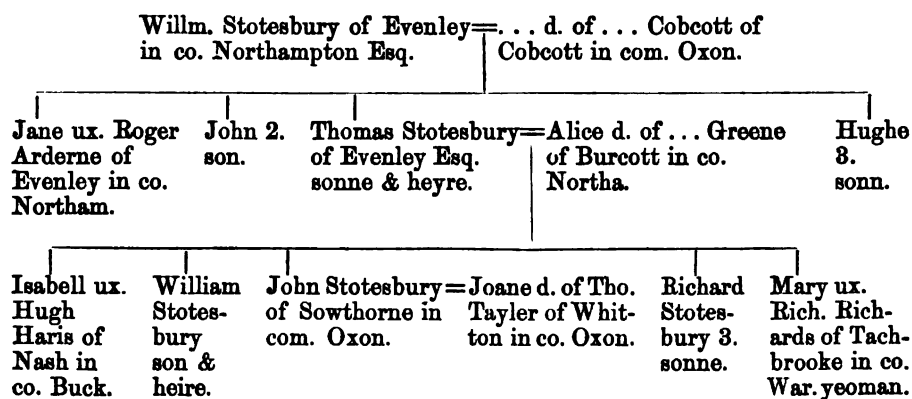 Willm. Stotesbury of Evenley=... d. of ... Cobcott of
in co. Northampton Esq. Cobcott in com. Oxon.
Jane ux. Roger
Arderne of
Evenley in co.
Northam.
John 2.
son.
Thomas Stotesbury=Alice d. of ... Greene
of Evenley Esq. of Burcott in co.
sonne & heyre. Northa.
Hughe
3.
sonn.
Isabell ux.
Hugh
Haris of
Nash in
co. Buck.
William
Stotes-
bury
son &
heire.
John Stotesbury=Joane d. of Tho.
of Sowthorne in Tayler of Whit-
com. Oxon. ton in co. Oxon.
Richard
Stotes-
bury 3.
sonne.
Mary ux.
Rich. Rich-
ards of Tach-
brooke in co.
War. yeoman.